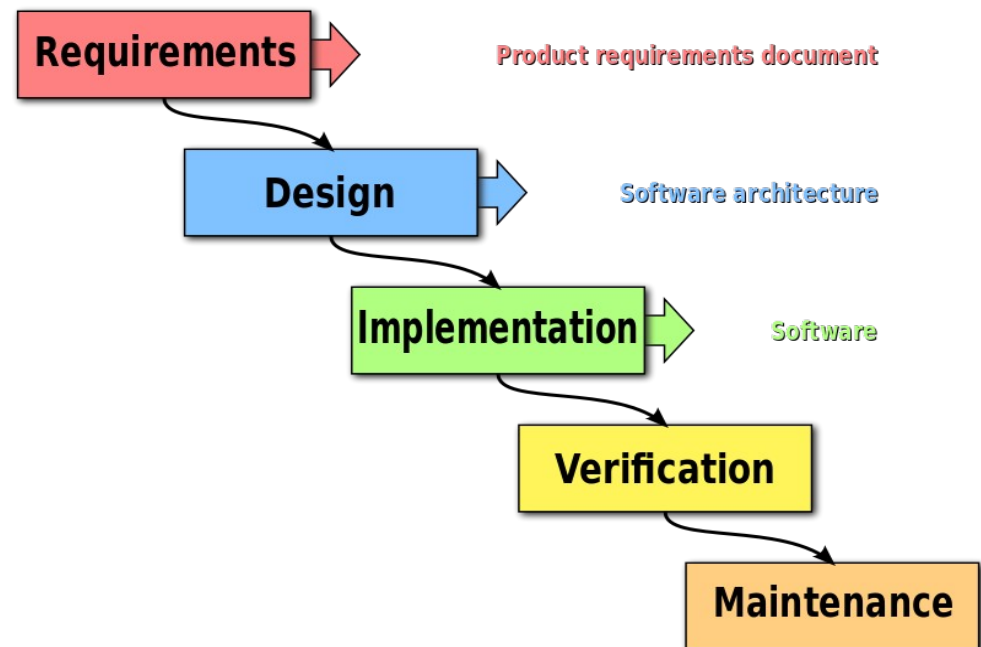 Requirements
Product requirements document
Design
Software architecture
Implementation
Software
Verification
Maintenance